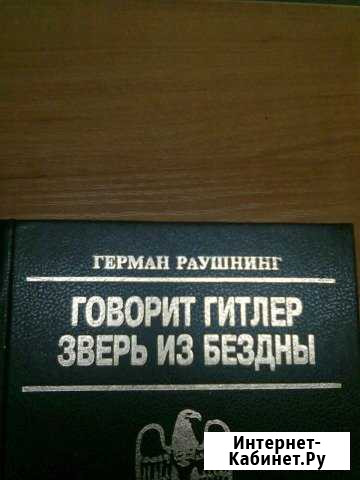 ГЕРМАН РАУШНИНГ
ГОВОРИТ ГИТЛЕР
ЗВЕРЬ ИЗ БЕЗДНЫ
Интернет-
Кабинет.Ру